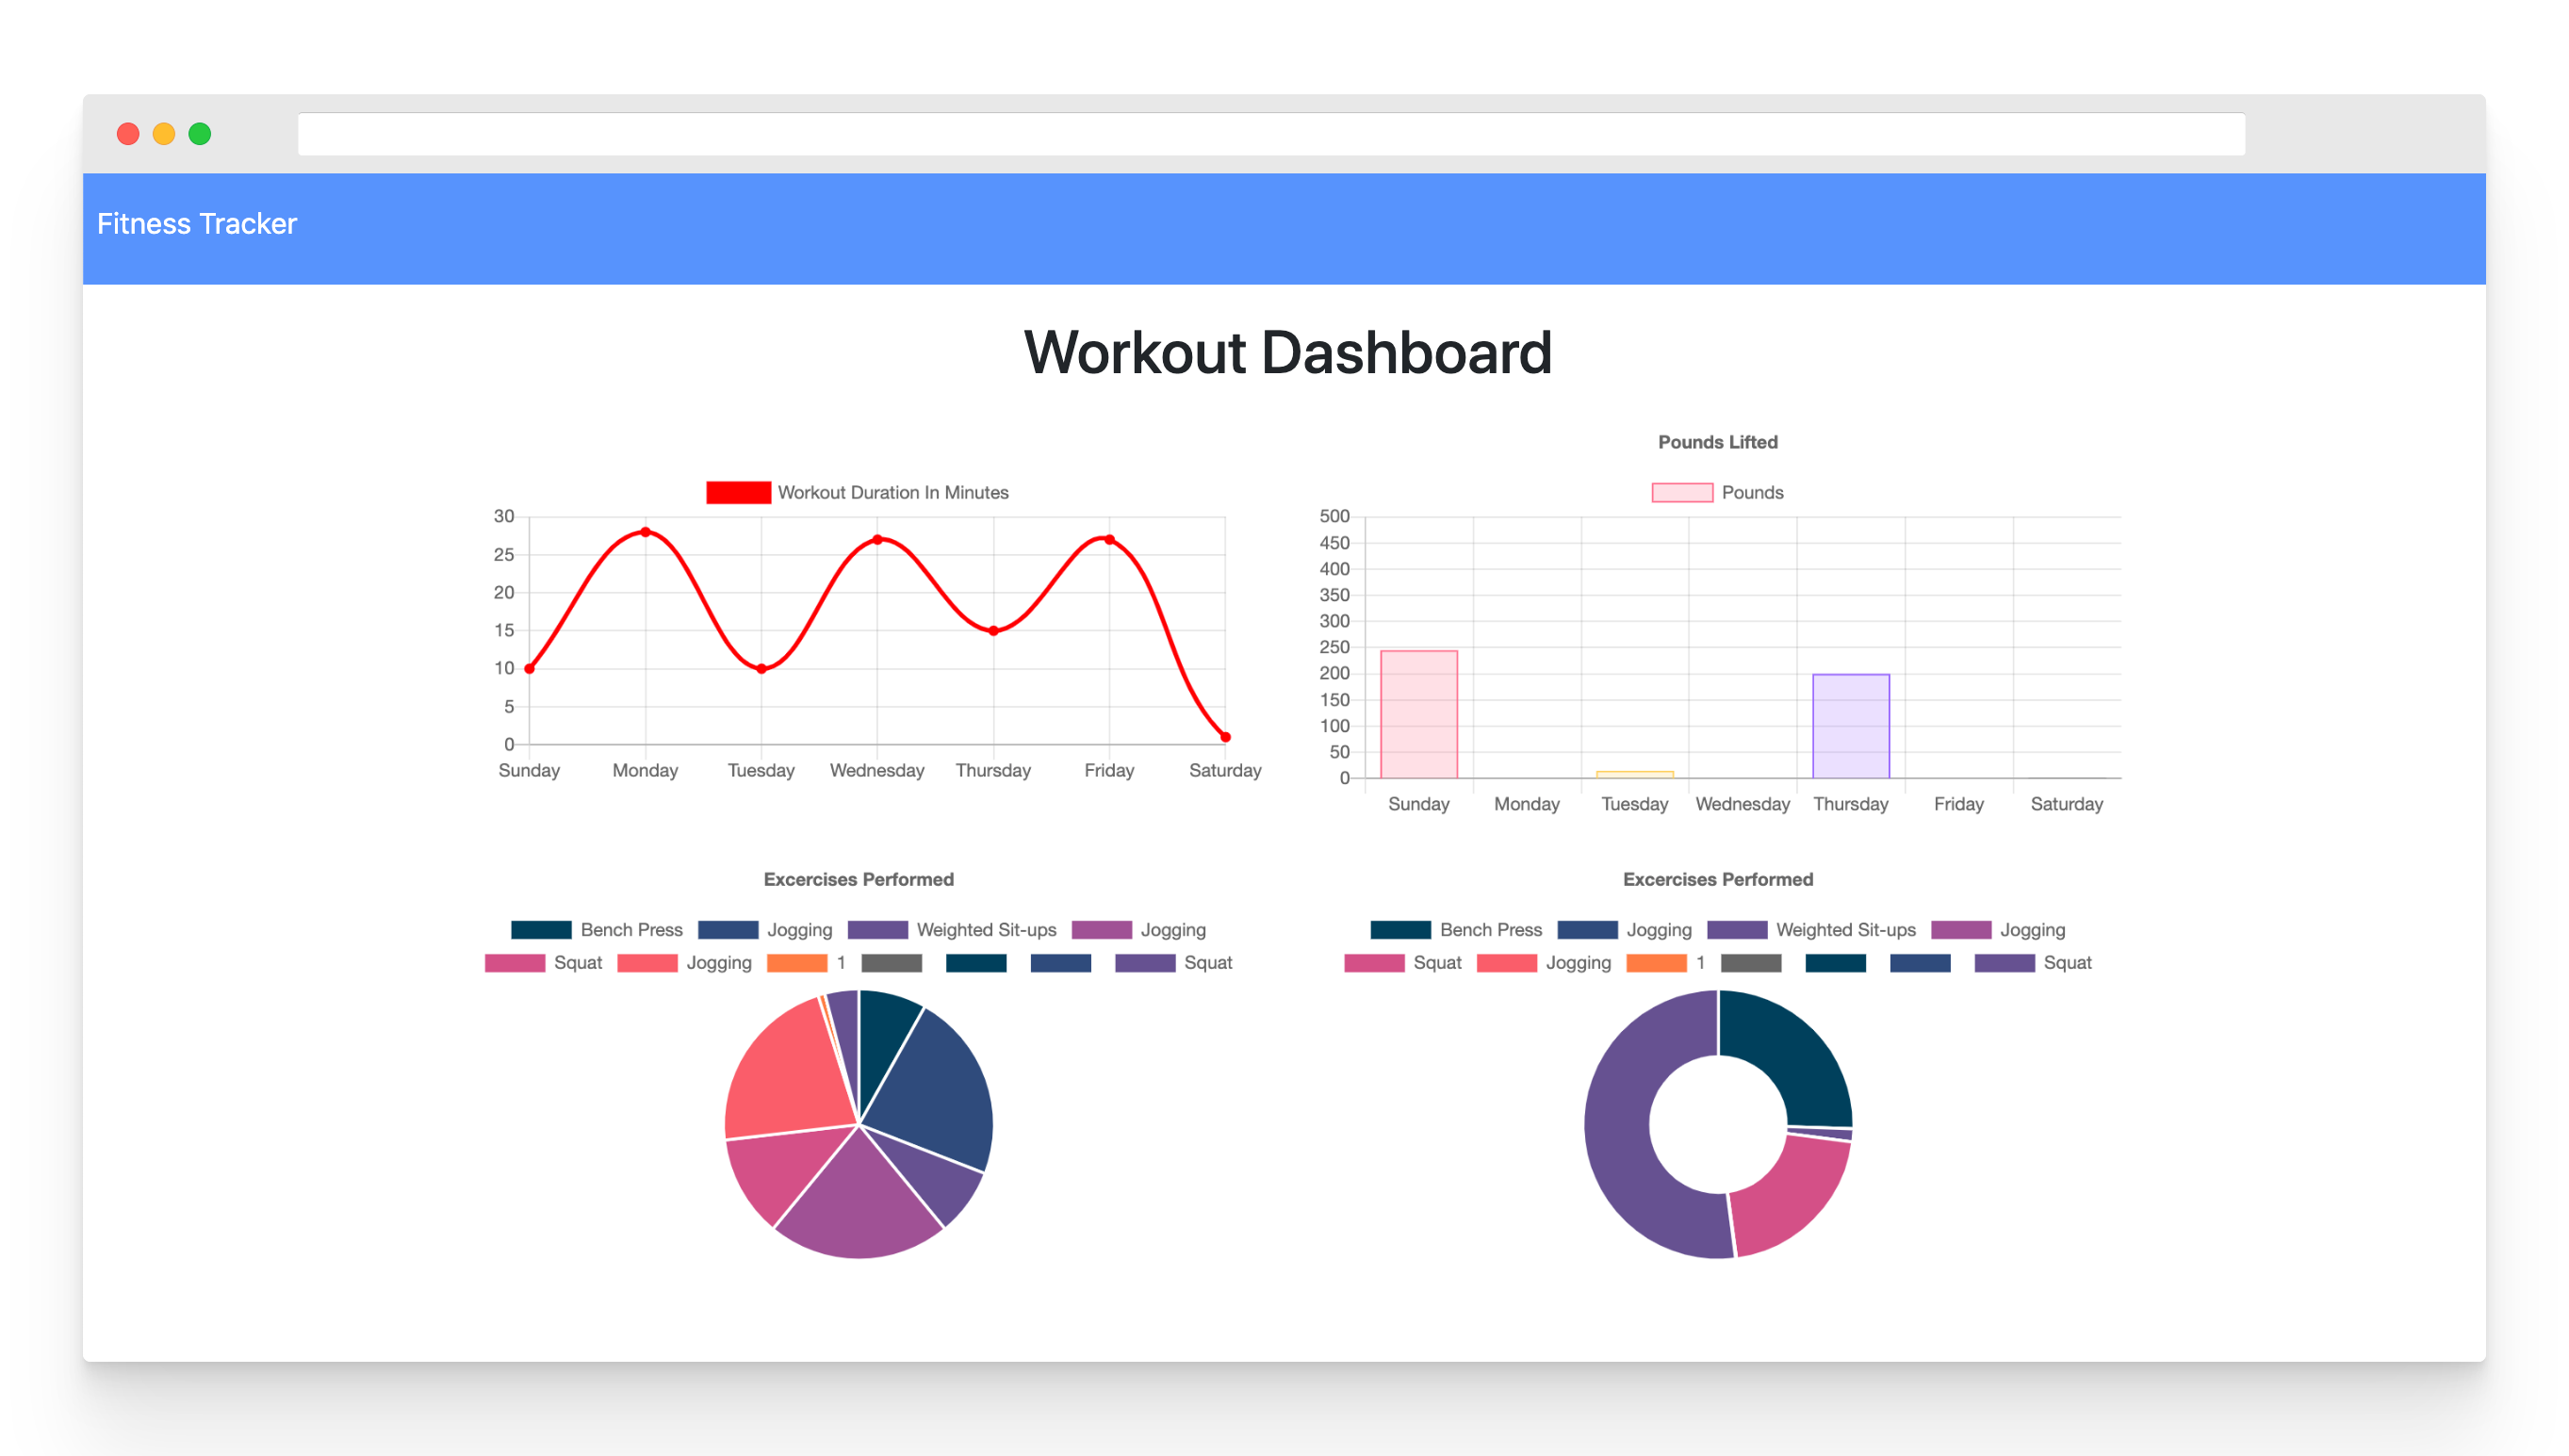 Fitness Tracker
Workout Dashboard
Workout Duration In Minutes
30
25
20
15
10
5
0
Sunday Monday Tuesday Wednesday Thursday Friday Saturday
Pounds Lifted
Pounds
500
450
400
350
300
250
200
150
100
50
0
Sunday Monday Tuesday Wednesday Thursday Friday Saturday
Excercises Performed
Bench Press Jogging Weighted Sit-ups Jogging
Squat Jogging 1 Squat
Excercises Performed
Bench Press Jogging Weighted Sit-ups Jogging
Squat Jogging 1 Squat